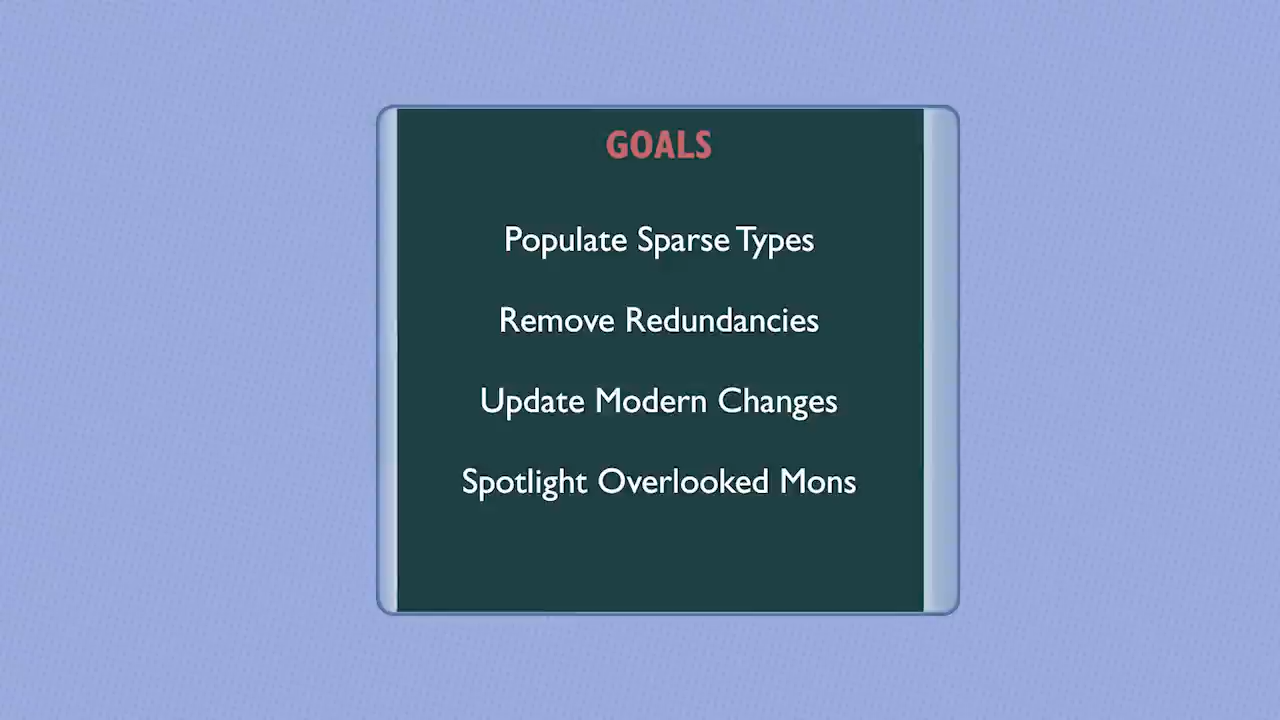 GOALS
Populate Sparse Types
Remove Redundancies
Update Modern Changes
Spotlight Overlooked Mons